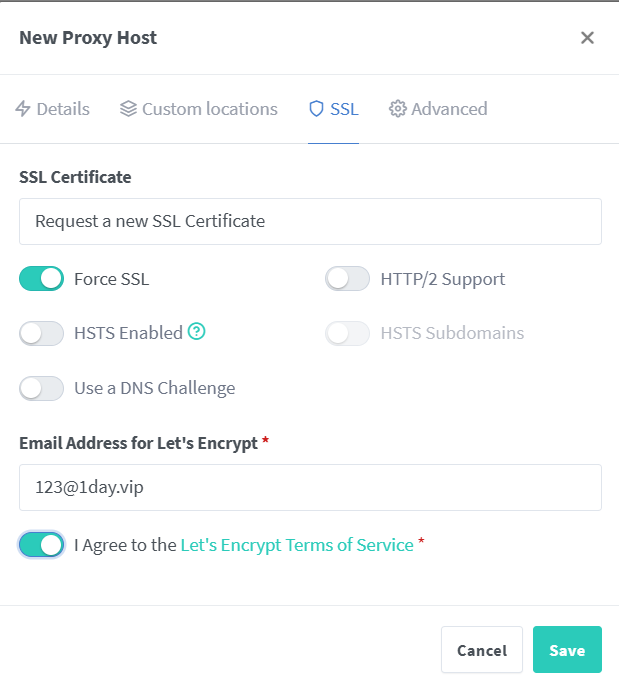 New Proxy Host
Details Custom locations SSL Advanced
SSL Certificate
Request a new SSL Certificate
Force SSL HTTP/2 Support
HSTS Enabled ? HSTS Subdomains
Use a DNS Challenge
Email Address for Let's Encrypt *
123@1day.vip
I Agree to the Let's Encrypt Terms of Service *
Cancel Save